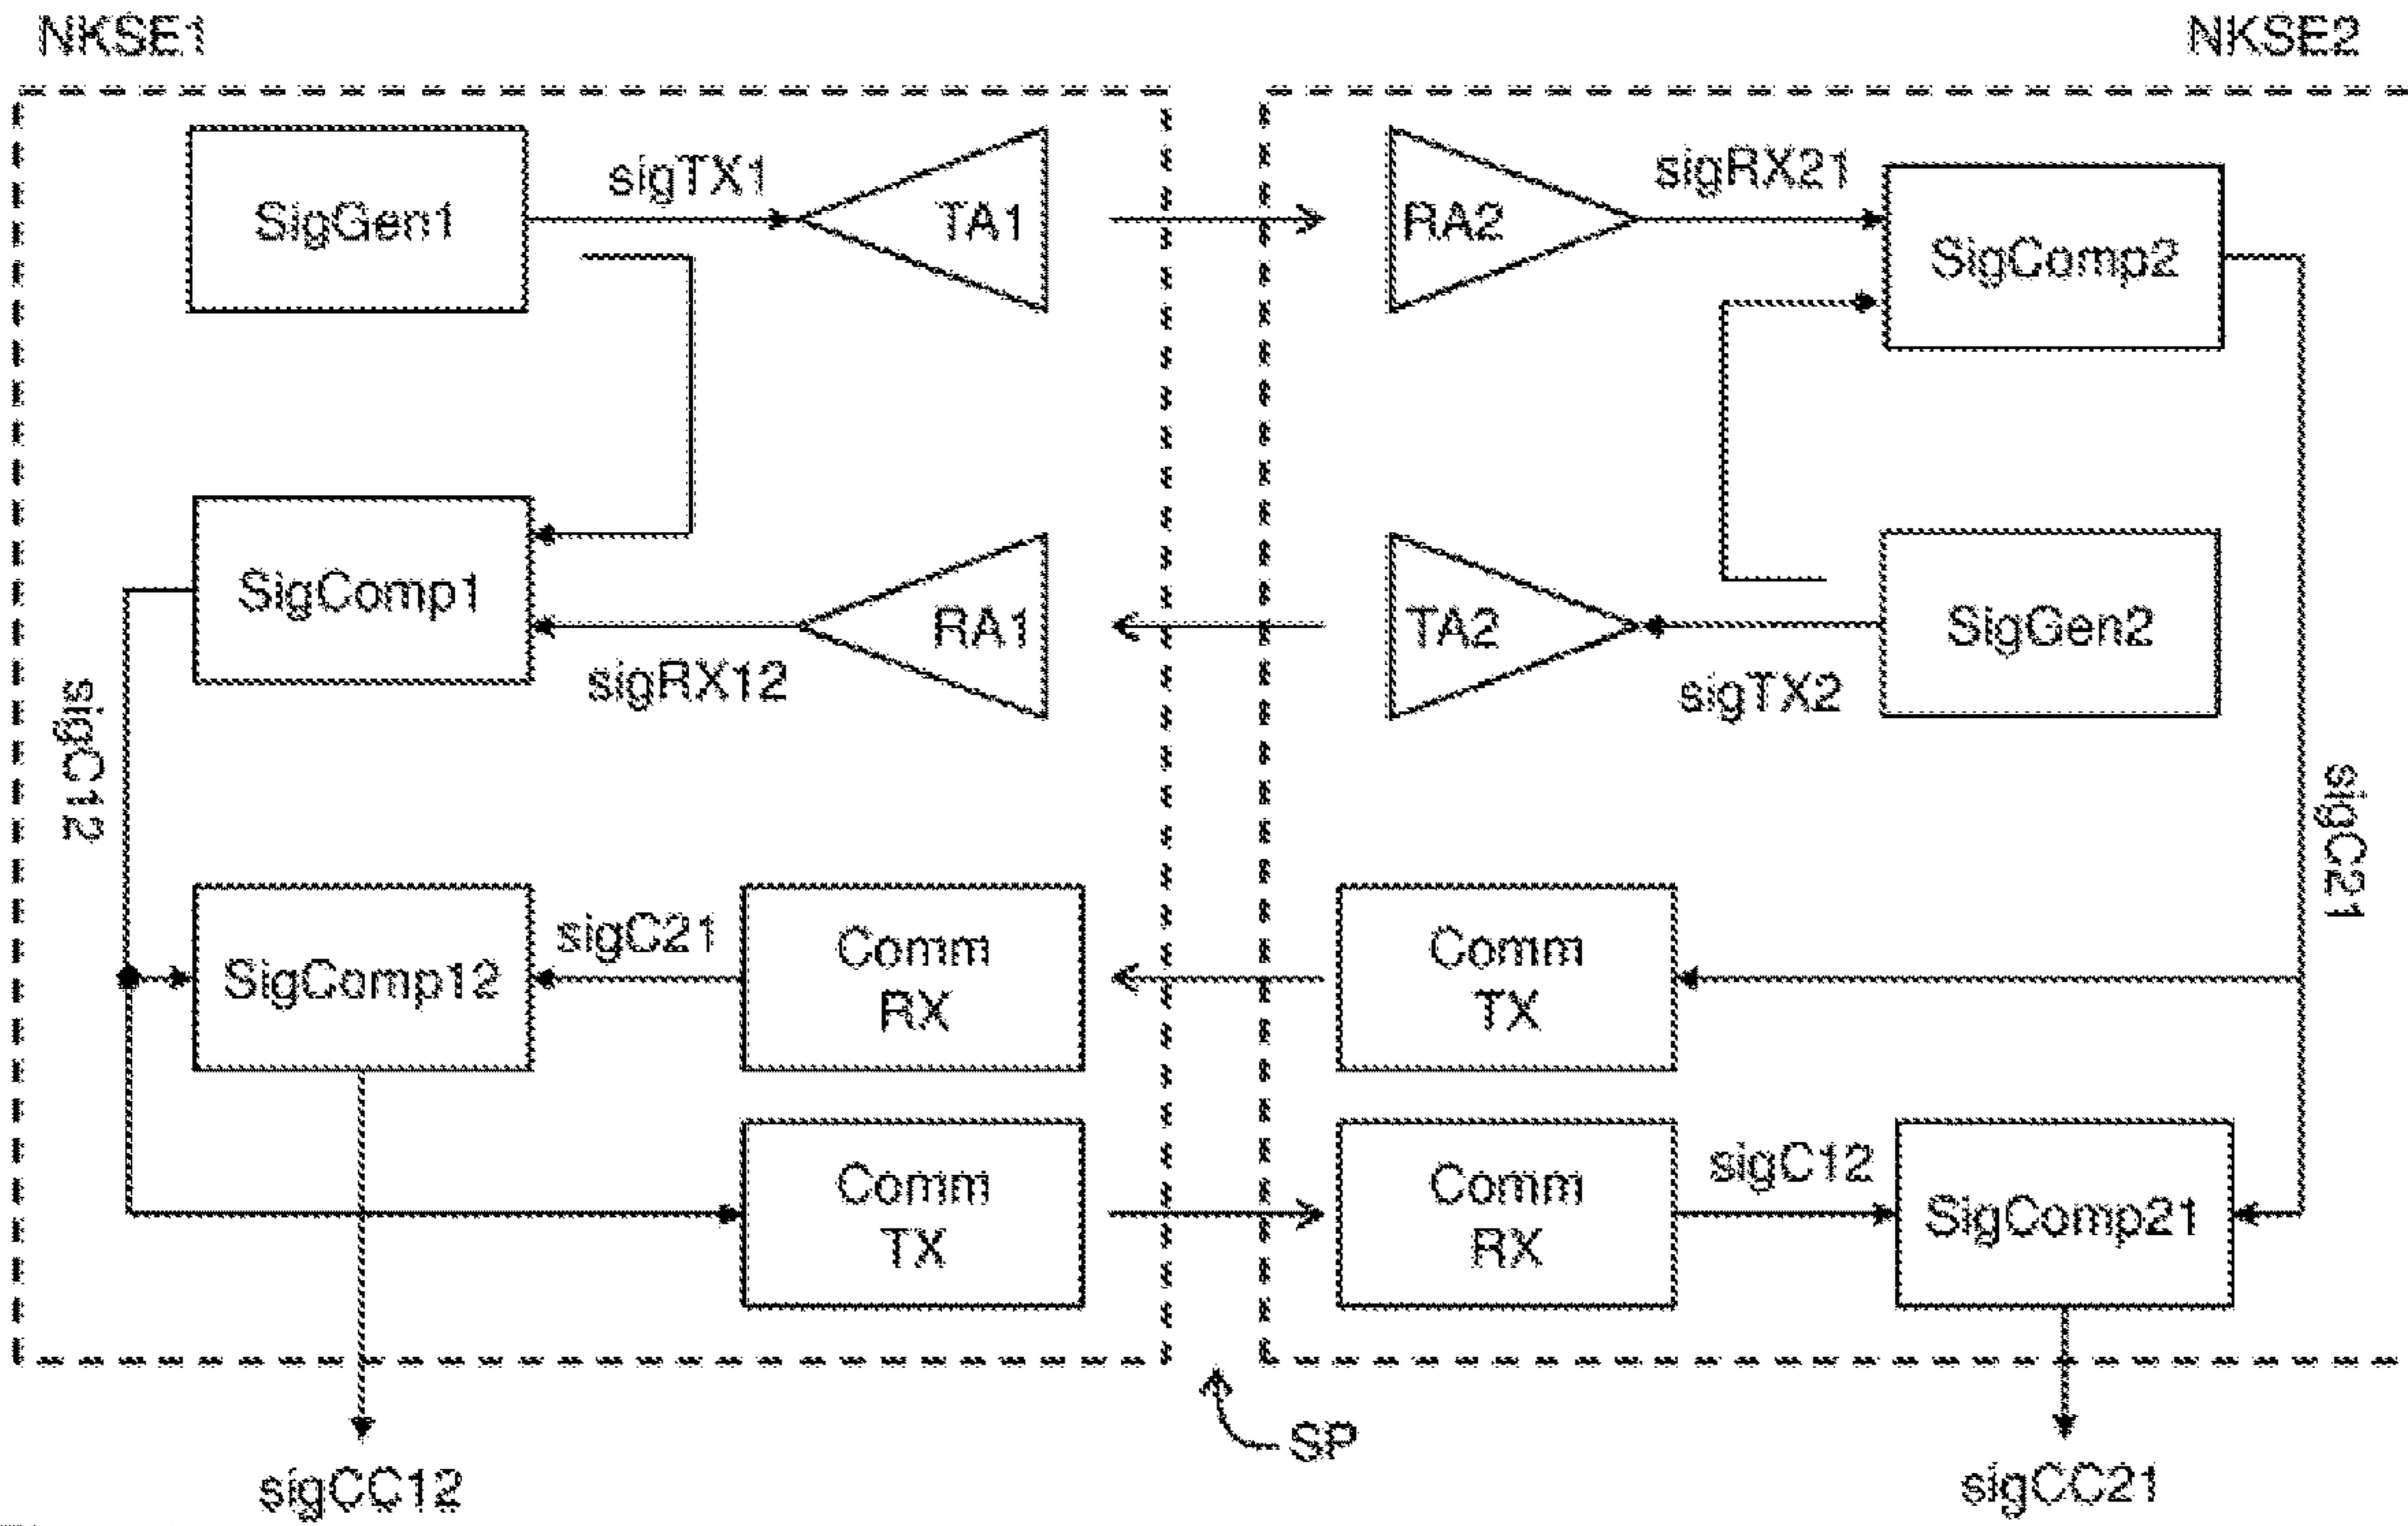 NKSE1
NKSE2
SigGen1
sigTX1
TA1
RA2
sigRX21
SigComp2
SigComp1
sigRX12
RA1
TA2
sigTX2
SigGen2
sigC12
sigC21
SigComp12
sigC21
Comm
RX
Comm
TX
Comm
TX
Comm
RX
sigC12
SigComp21
SP
sigCC12
sigCC21